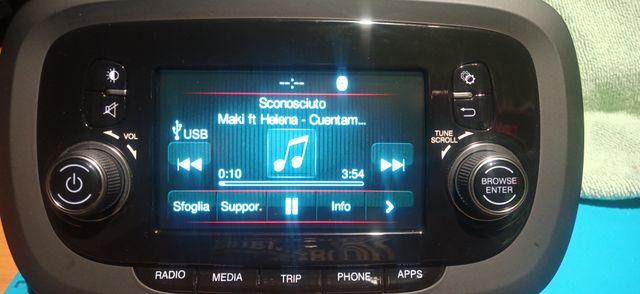 --:--
Sconosciuto
Maki ft Helena - Cuentam...
USB
VOL
TUNE
SCROLL
0:10
3:54
BROWSE
ENTER
Sfoglia
Suppor.
Info
RADIO
MEDIA
TRIP
PHONE
APPS